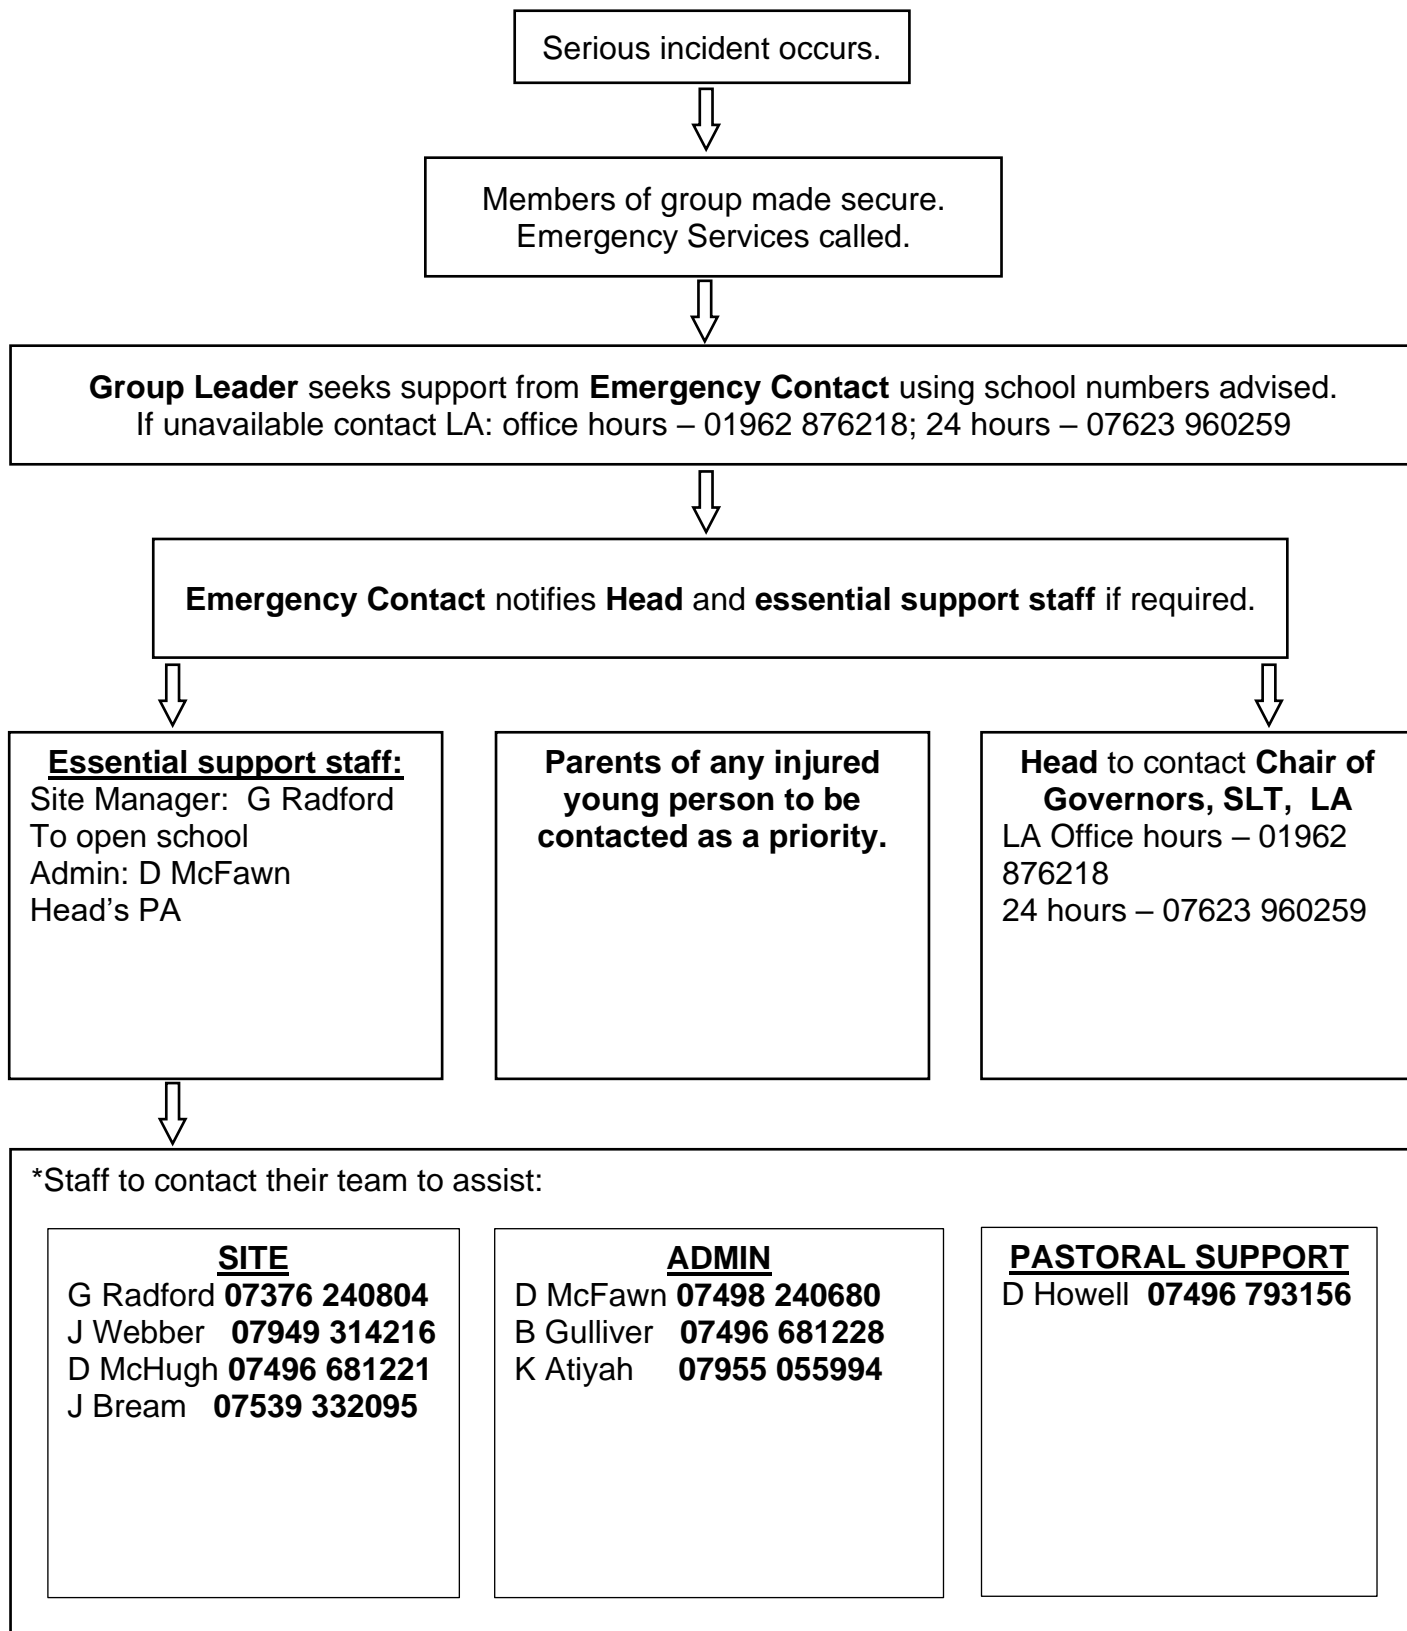 Serious incident occurs.
Members of group made secure.
Emergency Services called.
Group Leader seeks support from Emergency Contact using school numbers advised.
If unavailable contact LA: office hours – 01962 876218; 24 hours – 07623 960259
Emergency Contact notifies Head and essential support staff if required.
Essential support staff:
Site Manager:  G Radford
To open school
Admin: D McFawn
Head’s PA
Parents of any injured
young person to be
contacted as a priority.
Head to contact Chair of
Governors, SLT,  LA
LA Office hours – 01962
876218
24 hours – 07623 960259
*Staff to contact their team to assist:
SITE
G Radford 07376 240804
J Webber   07949 314216
D McHugh 07496 681221
J Bream   07539 332095
ADMIN
D McFawn 07498 240680
B Gulliver   07496 681228
K Atiyah     07955 055994
PASTORAL SUPPORT
D Howell  07496 793156